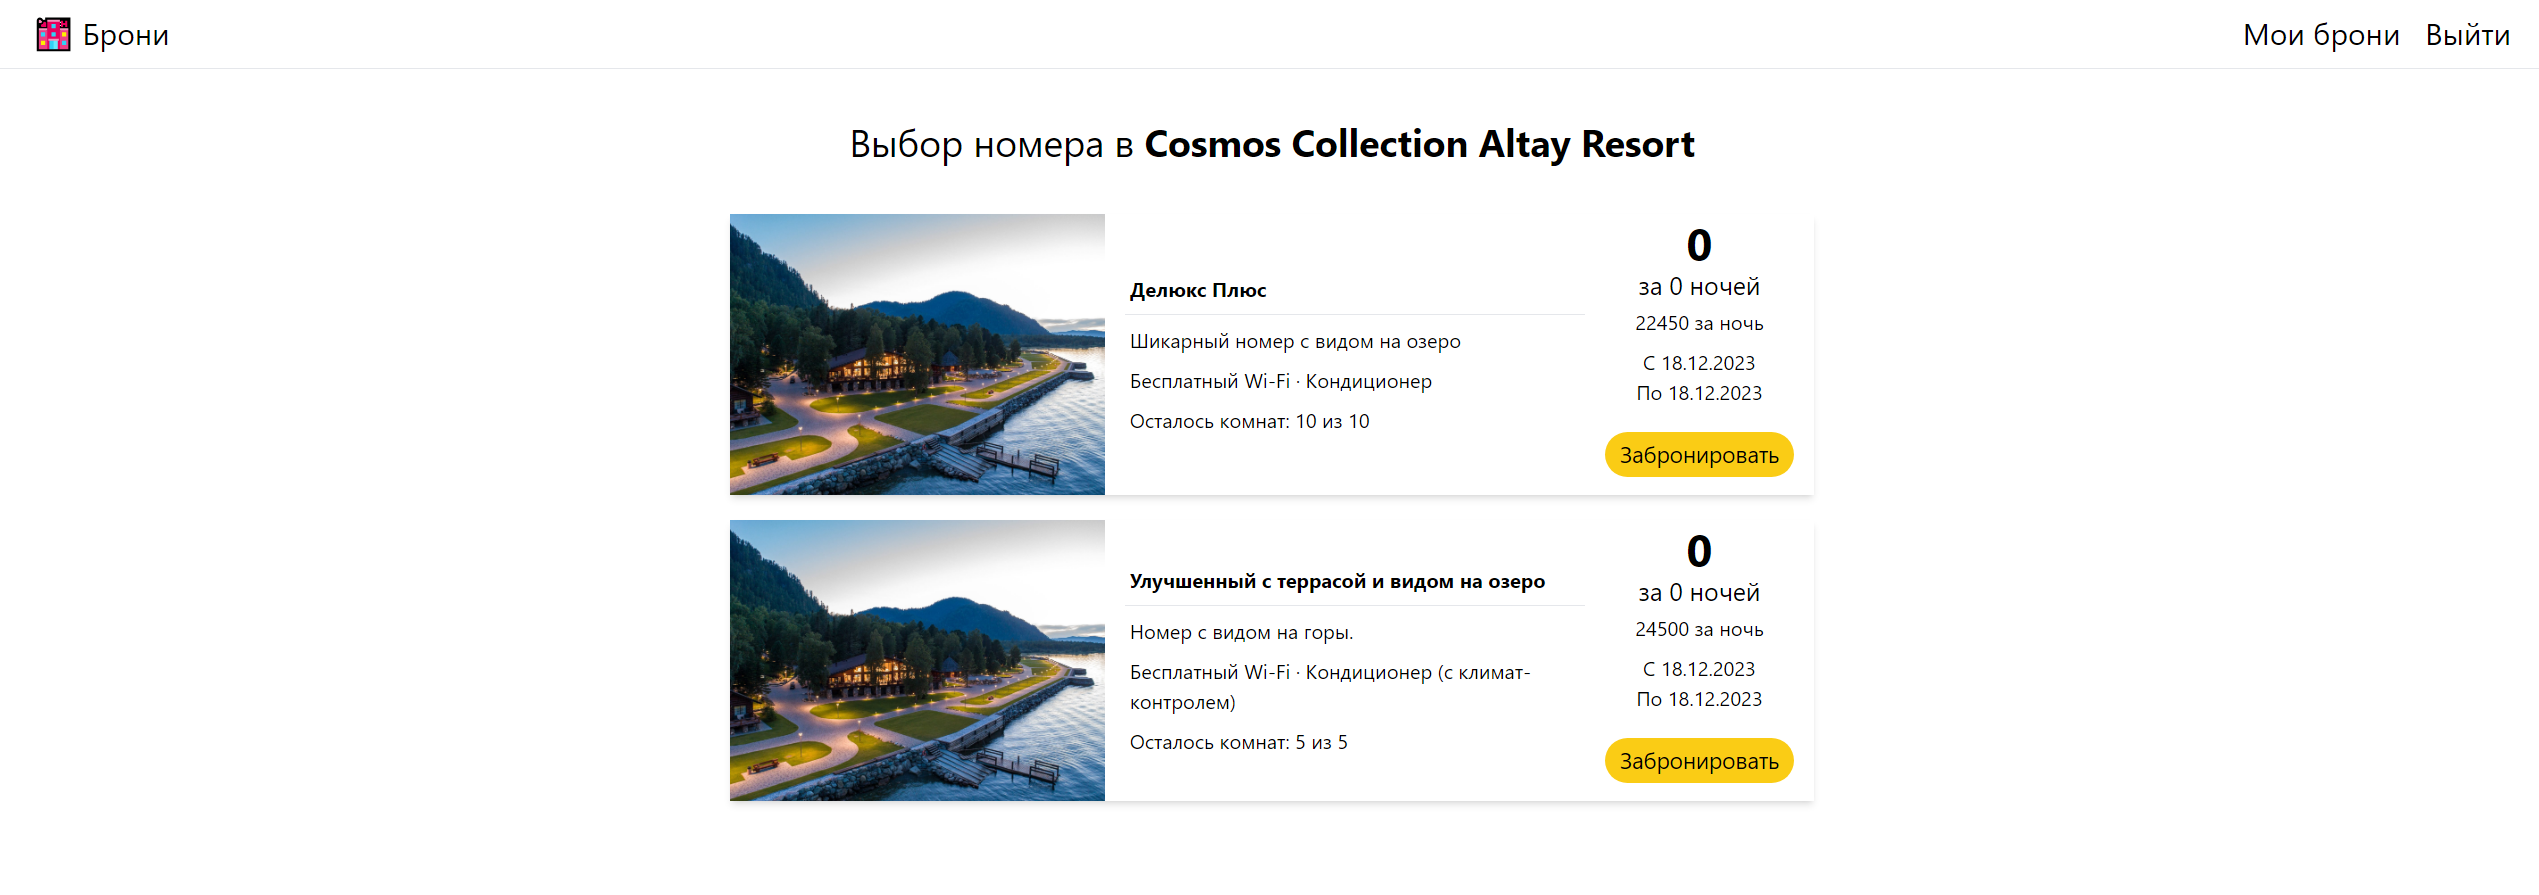 Брони
Мои брони
Выйти
Выбор номера в Cosmos Collection Altay Resort
Делюкс Плюс
Шикарный номер с видом на озеро
Бесплатный Wi-Fi · Кондиционер
Осталось комнат: 10 из 10
0
за 0 ночей
22450 за ночь
С 18.12.2023
По 18.12.2023
Забронировать
Улучшенный с террасой и видом на озеро
Номер с видом на горы.
Бесплатный Wi-Fi · Кондиционер (с климат-
контролем)
Осталось комнат: 5 из 5
0
за 0 ночей
24500 за ночь
С 18.12.2023
По 18.12.2023
Забронировать